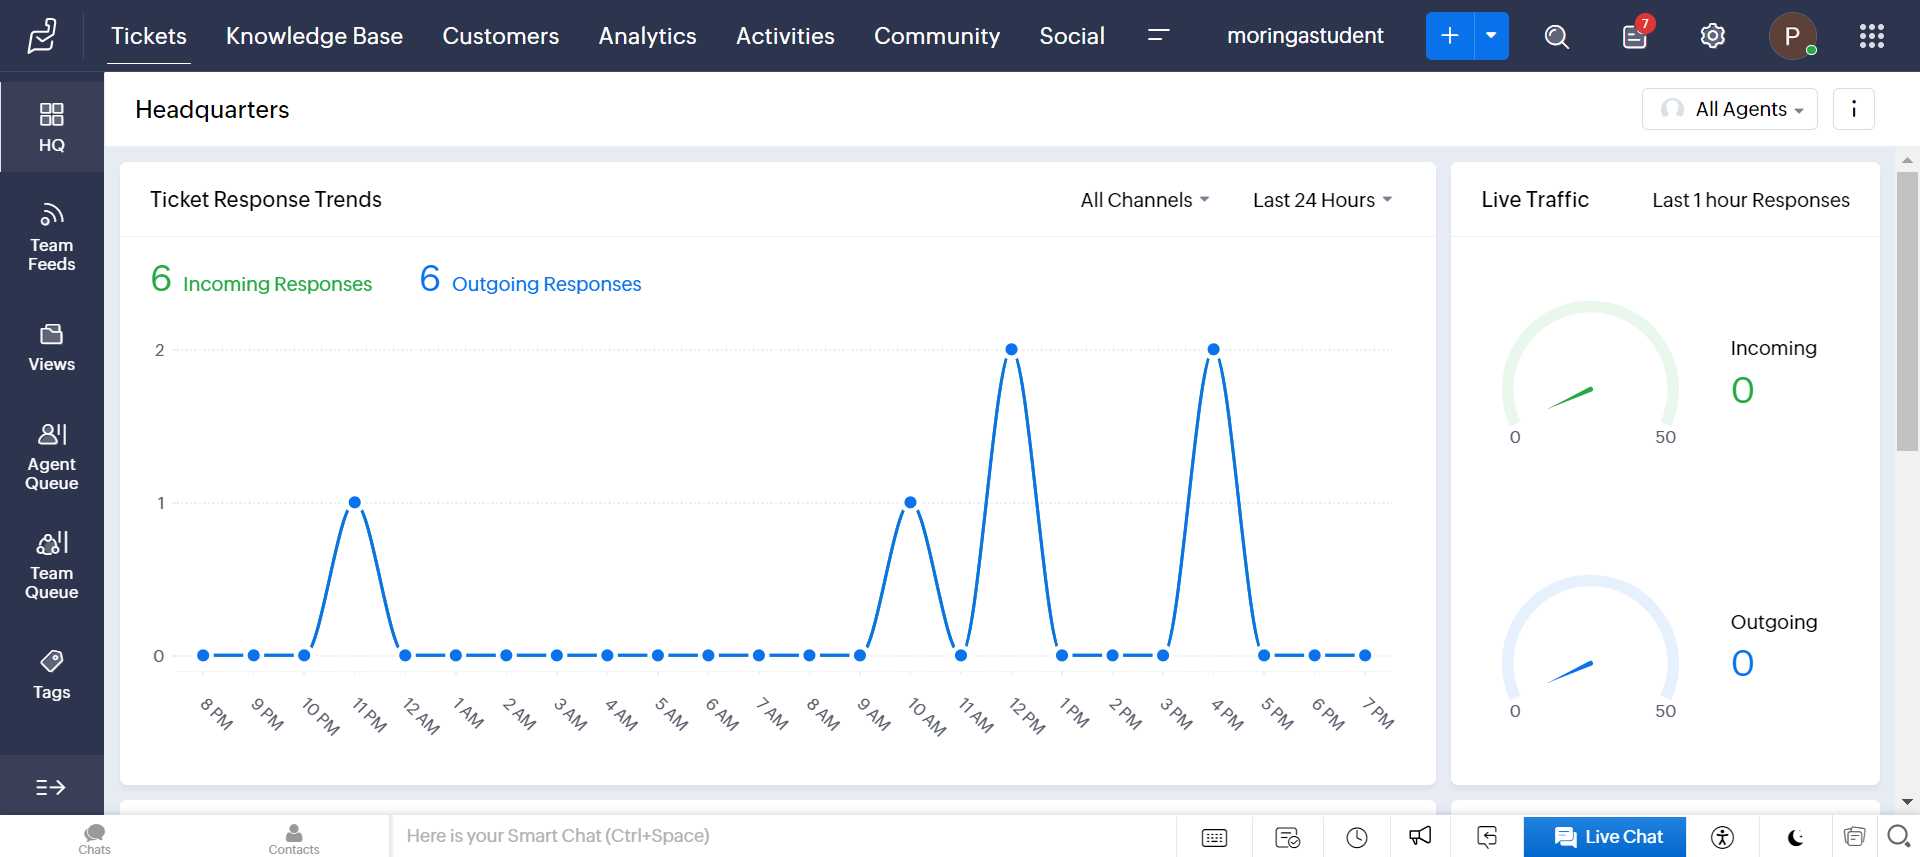 Tickets Knowledge Base Customers Analytics Activities Community Social moringastudent 7 P
HQ
Team
Feeds
Views
Agent
Queue
Team
Queue
Tags
Headquarters
All Agents
Ticket Response Trends All Channels Last 24 Hours
6 Incoming Responses 6 Outgoing Responses
2
1
0
8 PM 9 PM 10 PM 11 PM 12 AM 1 AM 2 AM 3 AM 4 AM 5 AM 6 AM 7 AM 8 AM 9 AM 10 AM 11 AM 12 PM 1 PM 2 PM 3 PM 4 PM 5 PM 6 PM 7 PM
Live Traffic Last 1 hour Responses
Incoming
0
0 50
Outgoing
0
0 50
Chats
Contacts
Here is your Smart Chat (Ctrl+Space)
Live Chat